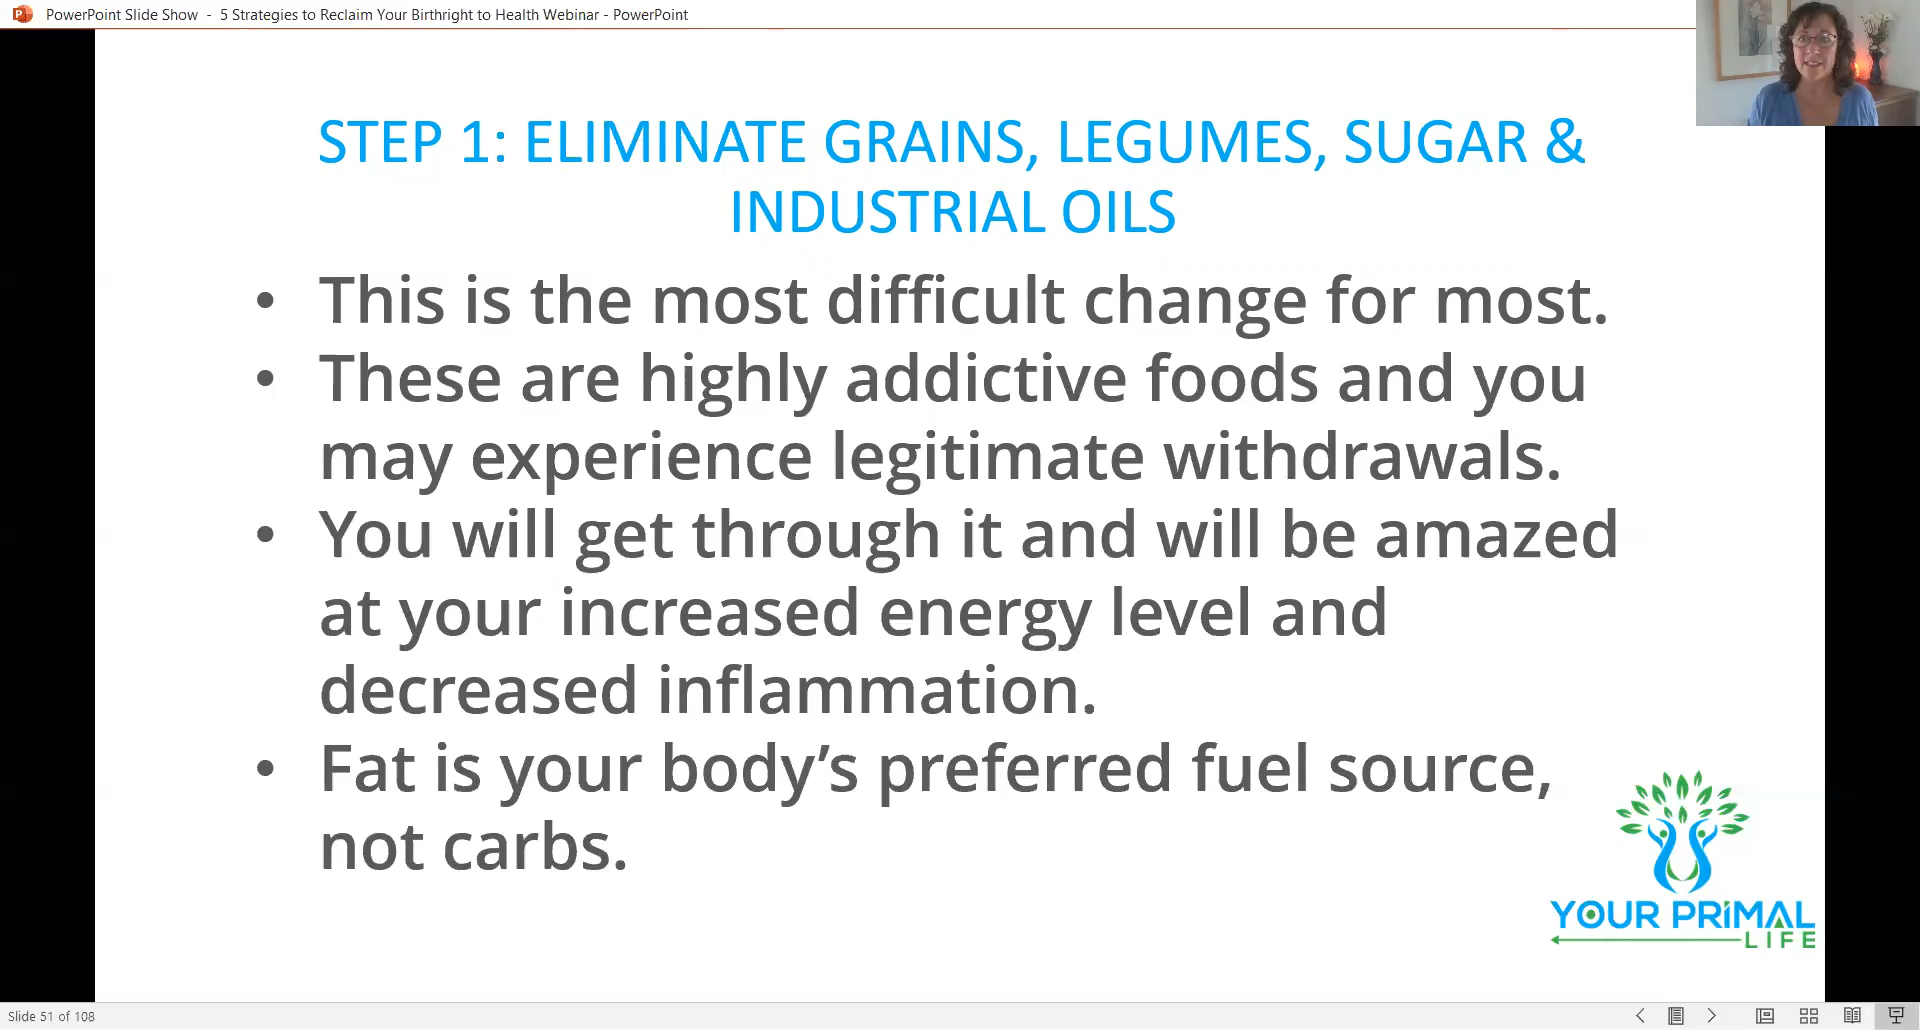 PowerPoint Slide Show - 5 Strategies to Reclaim Your Birthright to Health Webinar - PowerPoint
STEP 1: ELIMINATE GRAINS, LEGUMES, SUGAR &
INDUSTRIAL OILS
• This is the most difficult change for most.
• These are highly addictive foods and you
may experience legitimate withdrawals.
• You will get through it and will be amazed
at your increased energy level and
decreased inflammation.
• Fat is your body’s preferred fuel source,
not carbs.
YOUR PRIMAL
LIFE
Slide 51 of 108